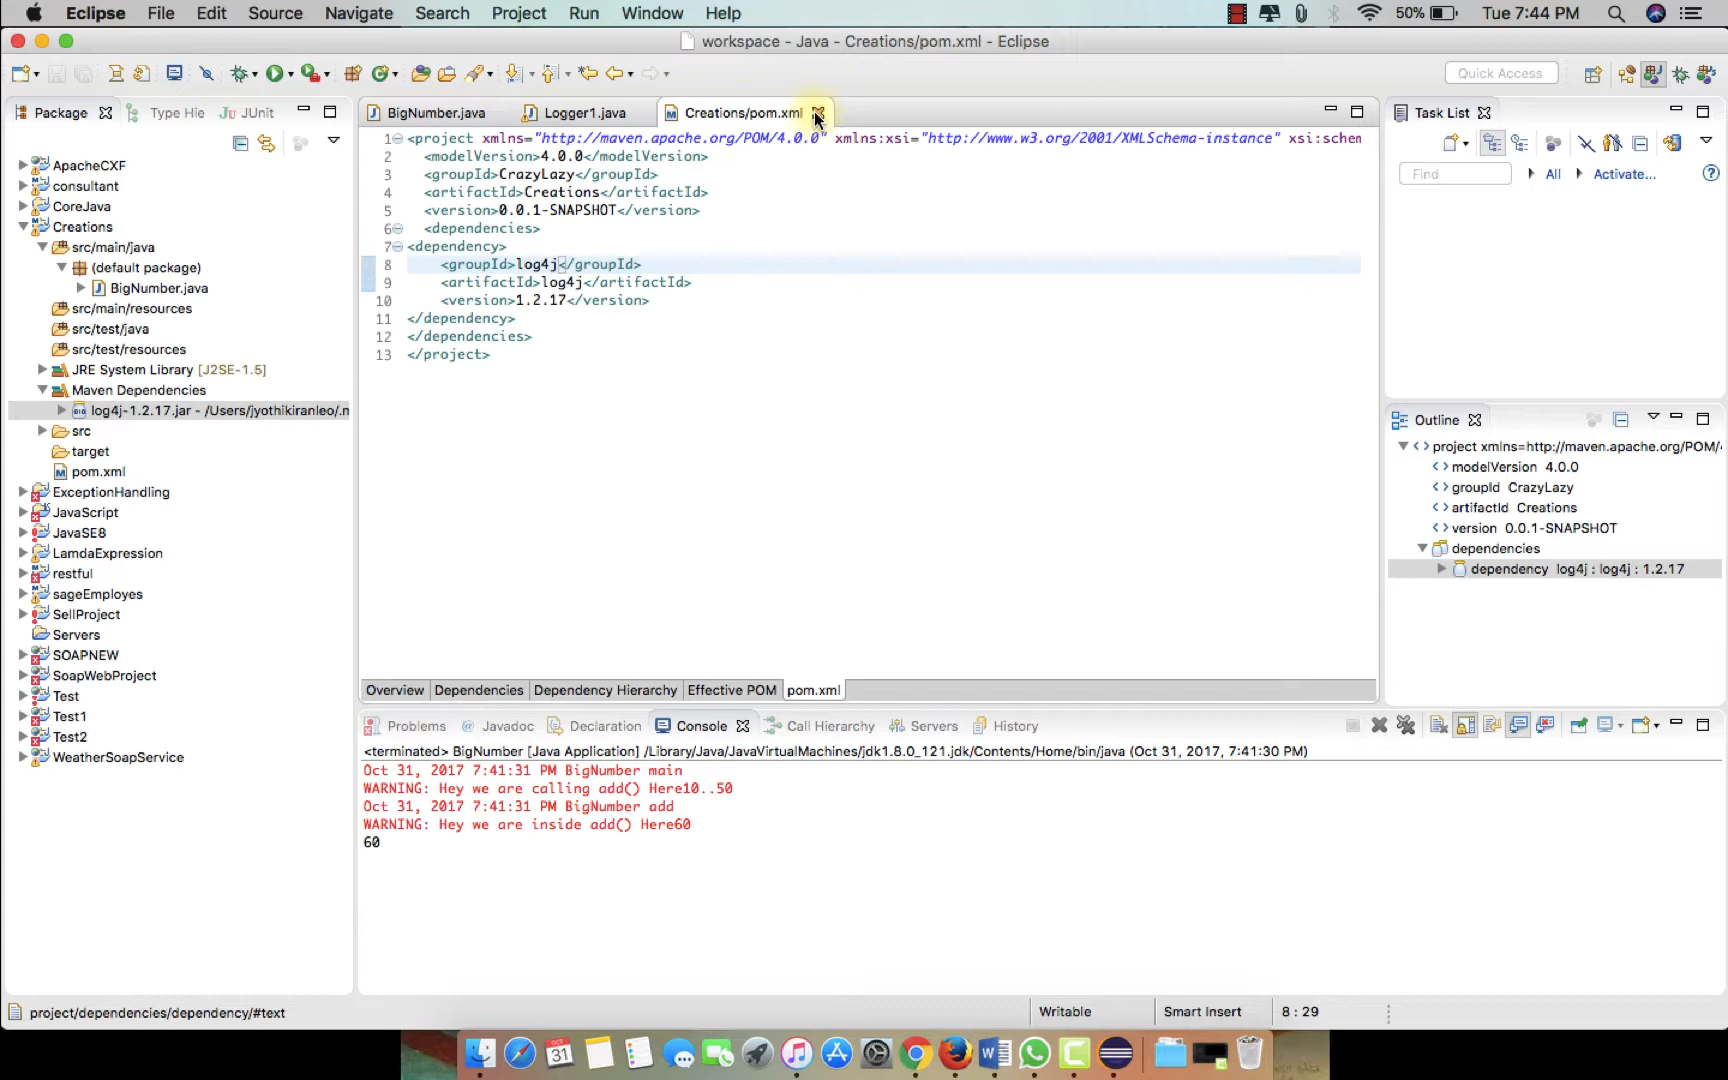 Eclipse File Edit Source Navigate Search Project Run Window Help 50% Tue 7:44 PM
workspace - Java - Creations/pom.xml - Eclipse
Quick Access
Package Type Hie JUnit
BigNumber.java Logger1.java Creations/pom.xml
Task List
Find All Activate...
ApacheCXF
consultant
CoreJava
Creations
src/main/java
(default package)
BigNumber.java
src/main/resources
src/test/java
src/test/resources
JRE System Library [J2SE-1.5]
Maven Dependencies
log4j-1.2.17.jar - /Users/jyothikiranleo/.m
src
target
pom.xml
ExceptionHandling
JavaScript
JavaSE8
LamdaExpression
restful
sageEmployes
SellProject
Servers
SOAPNEW
SoapWebProject
Test
Test1
Test2
WeatherSoapService
1 <project xmlns="http://maven.apache.org/POM/4.0.0" xmlns:xsi="http://www.w3.org/2001/XMLSchema-instance" xsi:schem
2 <modelVersion>4.0.0</modelVersion>
3 <groupId>CrazyLazy</groupId>
4 <artifactId>Creations</artifactId>
5 <version>0.0.1-SNAPSHOT</version>
6 <dependencies>
7 <dependency>
8 <groupId>log4j</groupId>
9 <artifactId>log4j</artifactId>
10 <version>1.2.17</version>
11 </dependency>
12 </dependencies>
13 </project>
Overview Dependencies Dependency Hierarchy Effective POM pom.xml
Outline
project xmlns=http://maven.apache.org/POM/4
modelVersion 4.0.0
groupId CrazyLazy
artifactId Creations
version 0.0.1-SNAPSHOT
dependencies
dependency log4j : log4j : 1.2.17
Problems @ Javadoc Declaration Console Call Hierarchy Servers History
<terminated> BigNumber [Java Application] /Library/Java/JavaVirtualMachines/jdk1.8.0_121.jdk/Contents/Home/bin/java (Oct 31, 2017, 7:41:30 PM)
Oct 31, 2017 7:41:31 PM BigNumber main
WARNING: Hey we are calling add() Here10..50
Oct 31, 2017 7:41:31 PM BigNumber add
WARNING: Hey we are inside add() Here60
60
project/dependencies/dependency/#text
Writable Smart Insert 8 : 29
31